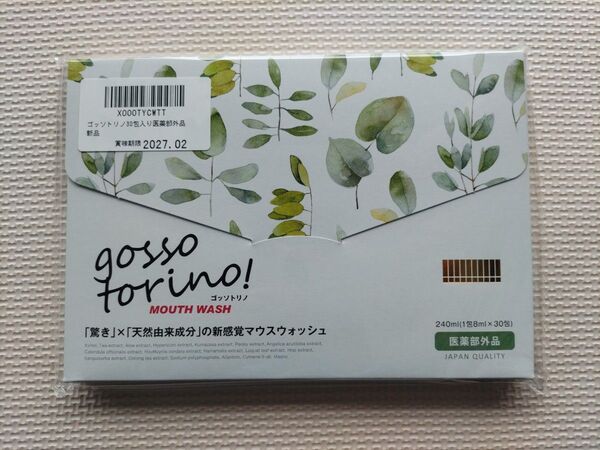 X000TYCWTT
ゴッソトリノ30包入り医薬部外品
新品
賞味期限 2027.02
gosso
torino!
ゴッソトリノ
MOUTH WASH
「驚き」×「天然由来成分」の新感覚マウスウォッシュ
240ml(1包8ml×30包)
医薬部外品
JAPAN QUALITY